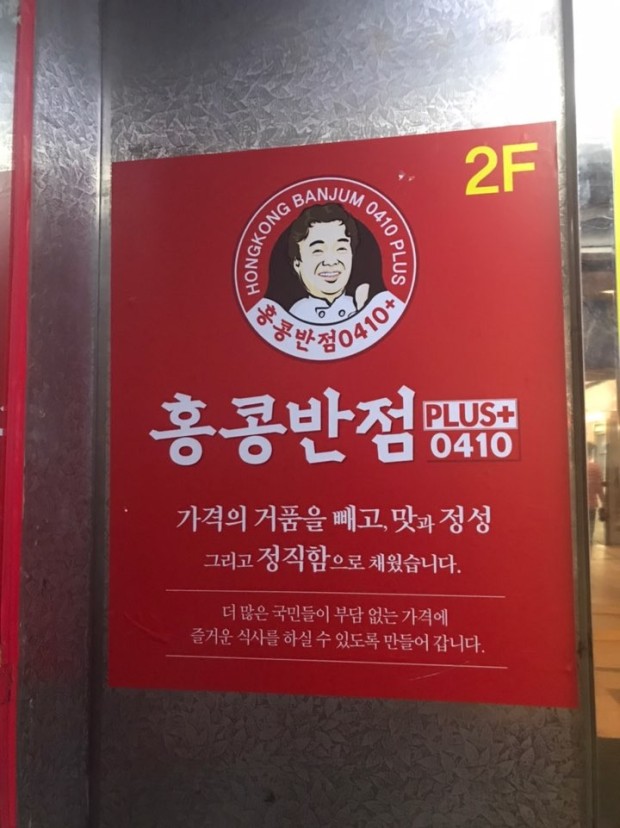 2F
HONGKONG BANJUM 0410 PLUS
홍콩반점0410+
홍콩반점 PLUS+ 0410
가격의 거품을 빼고, 맛과 정성
그리고 정직함으로 채웠습니다.
더 많은 국민들이 부담 없는 가격에
즐거운 식사를 하실 수 있도록 만들어 갑니다.